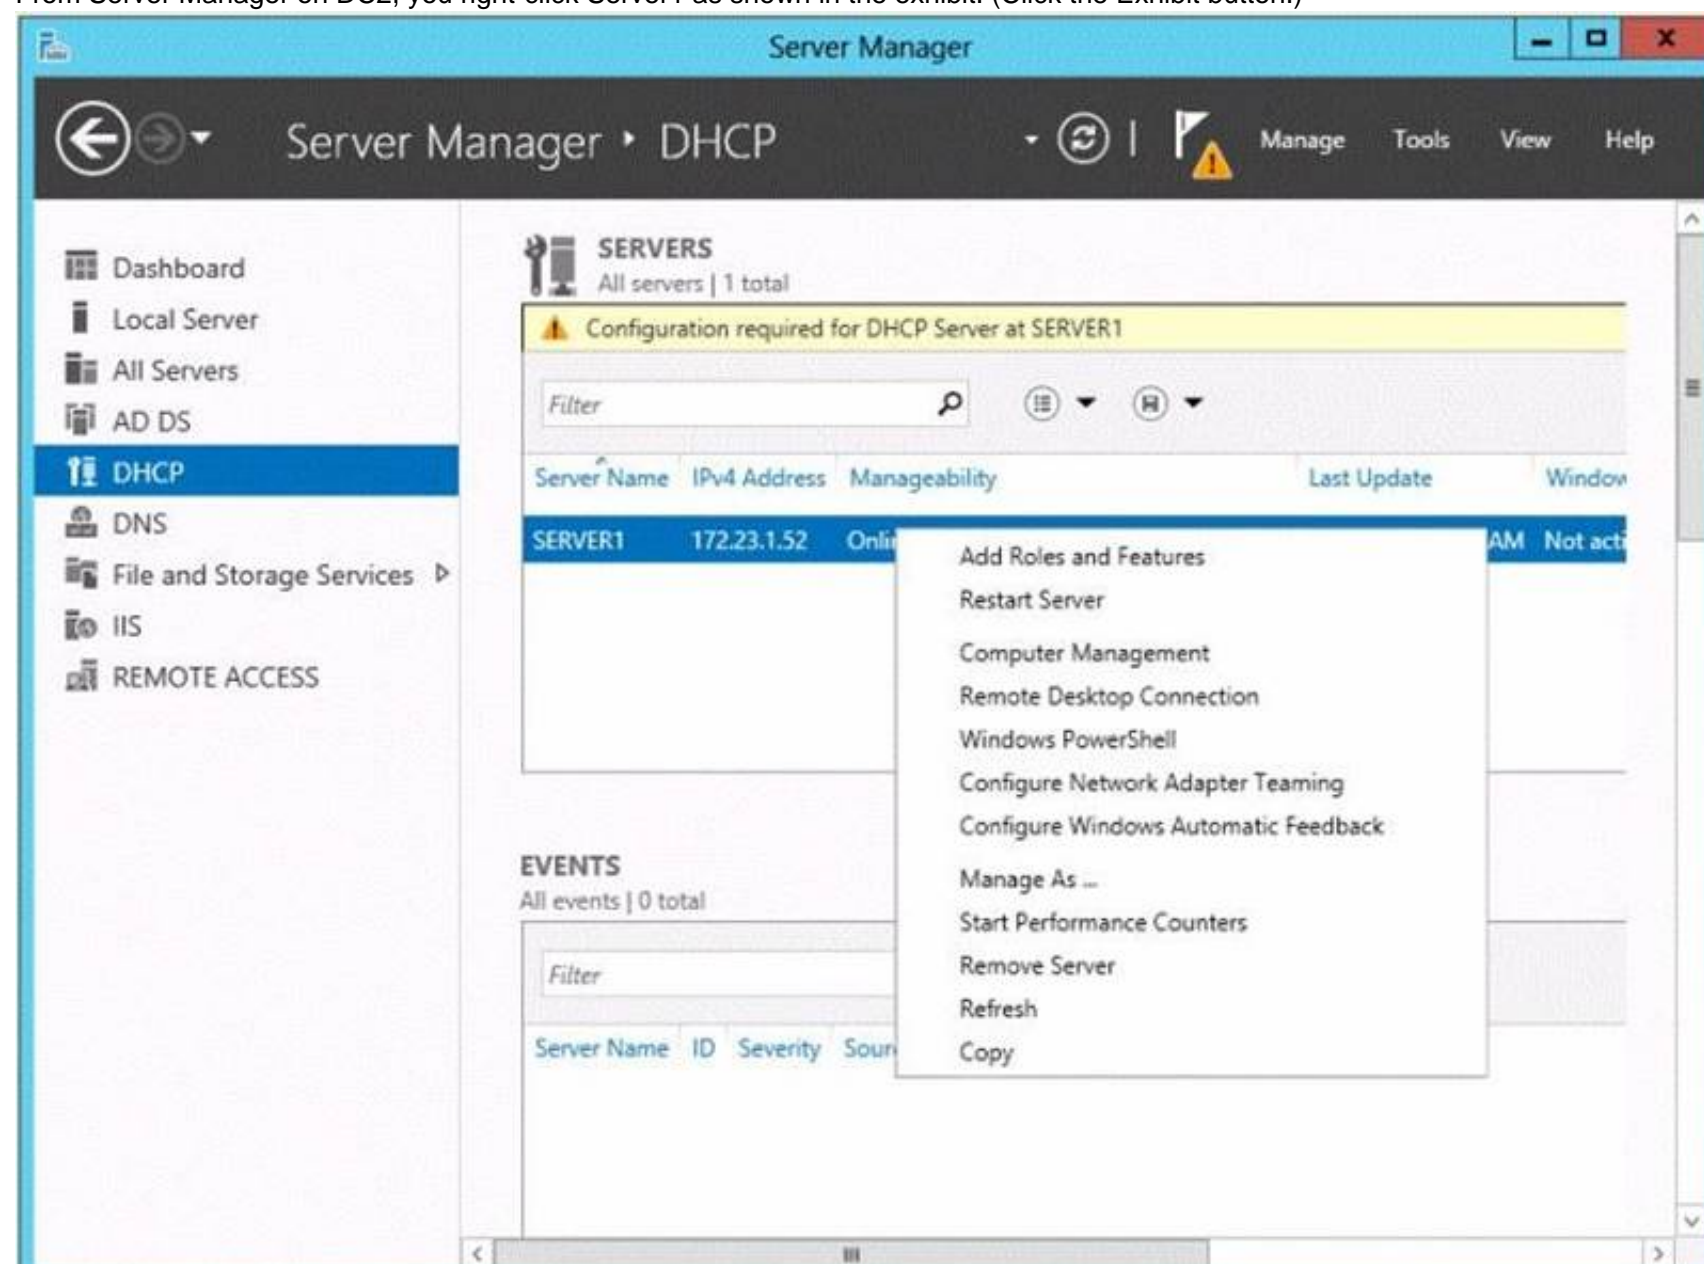 From Server Manager on DC2, you right-click Server1 as shown in the exhibit. (Click the Exhibit button.)
Server Manager
Server Manager • DHCP
Manage Tools View Help
Dashboard
Local Server
All Servers
AD DS
DHCP
DNS
File and Storage Services
IIS
REMOTE ACCESS
SERVERS
All servers | 1 total
Configuration required for DHCP Server at SERVER1
Filter
Server Name IPv4 Address Manageability Last Update Window
SERVER1 172.23.1.52 Onlin AM Not acti
Add Roles and Features
Restart Server
Computer Management
Remote Desktop Connection
Windows PowerShell
Configure Network Adapter Teaming
Configure Windows Automatic Feedback
Manage As ...
Start Performance Counters
Remove Server
Refresh
Copy
EVENTS
All events | 0 total
Filter
Server Name ID Severity Sour